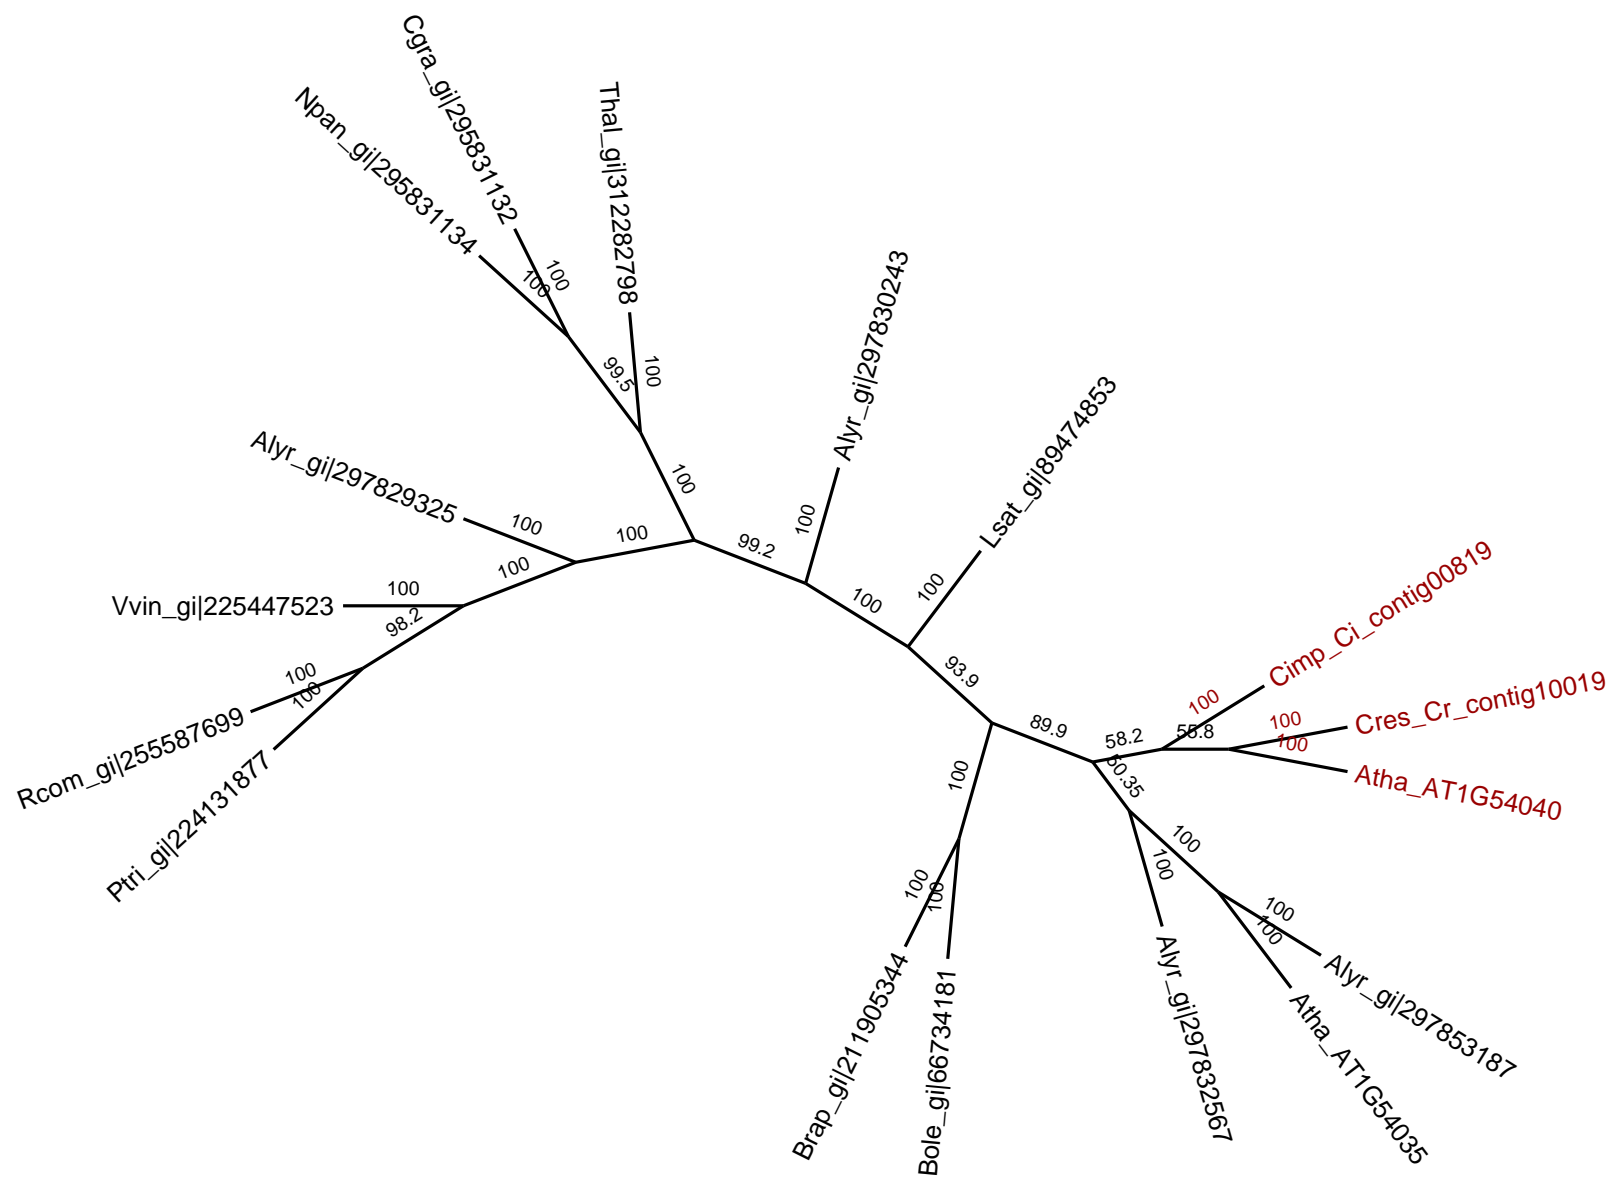 Cgra_gi|295831132
Npan_gi|295831134
Thal_gi|312282798
100
100
99.5
100
Alyr_gi|297830243
100
Lsat_gi|89474853
100
Alyr_gi|297829325
100
100
100
99.2
100
100
Vvin_gi|225447523
100
98.2
Rcom_gi|255587699
100
100
Ptri_gi|224131877
93.9
89.9
58.2
55.8
50.35
Cimp_Ci_contig00819
100
Cres_Cr_contig10019
100
100
Atha_AT1G54040
100
100
100
Brap_gi|211905344
Bole_gi|66734181
100
100
Alyr_gi|297832567
100
100
Alyr_gi|297853187
Atha_AT1G54035